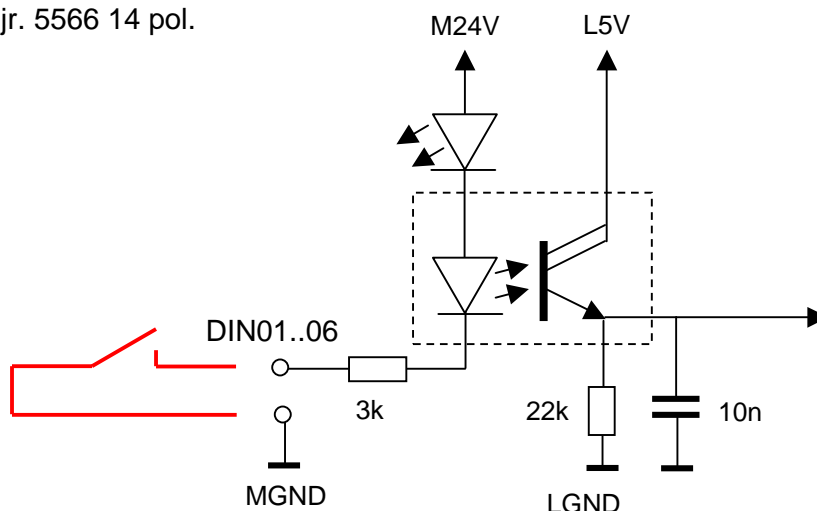 jr. 5566 14 pol.
M24V
L5V
DIN01..06
3k
22k
10n
MGND
LGND